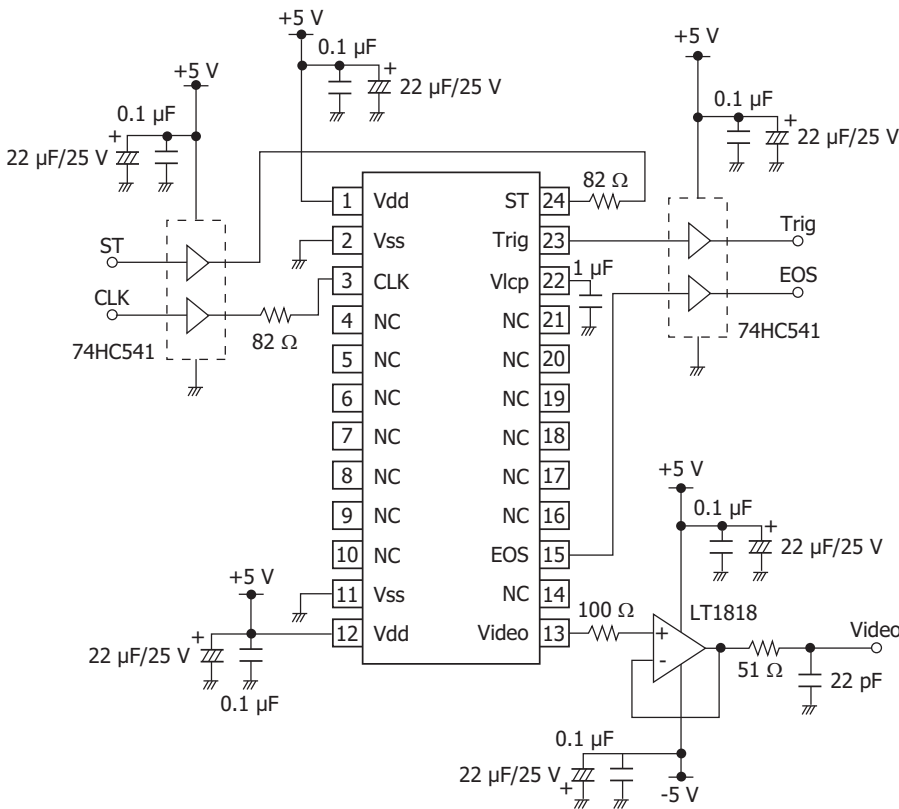 +5 V
0.1 µF
22 µF/25 V
+
+5 V
0.1 µF
22 µF/25 V
+
+5 V
0.1 µF
22 µF/25 V
+
ST
CLK
74HC541
82 Ω
82 Ω
1 Vdd
2 Vss
3 CLK
4 NC
5 NC
6 NC
7 NC
8 NC
9 NC
10 NC
11 Vss
12 Vdd
ST 24
Trig 23
Vlcp 22
NC 21
NC 20
NC 19
NC 18
NC 17
NC 16
EOS 15
NC 14
Video 13
1 µF
Trig
EOS
74HC541
+5 V
22 µF/25 V
+
0.1 µF
+5 V
0.1 µF
22 µF/25 V
+
100 Ω
LT1818
+
-
51 Ω
Video
22 pF
0.1 µF
22 µF/25 V
+
-5 V